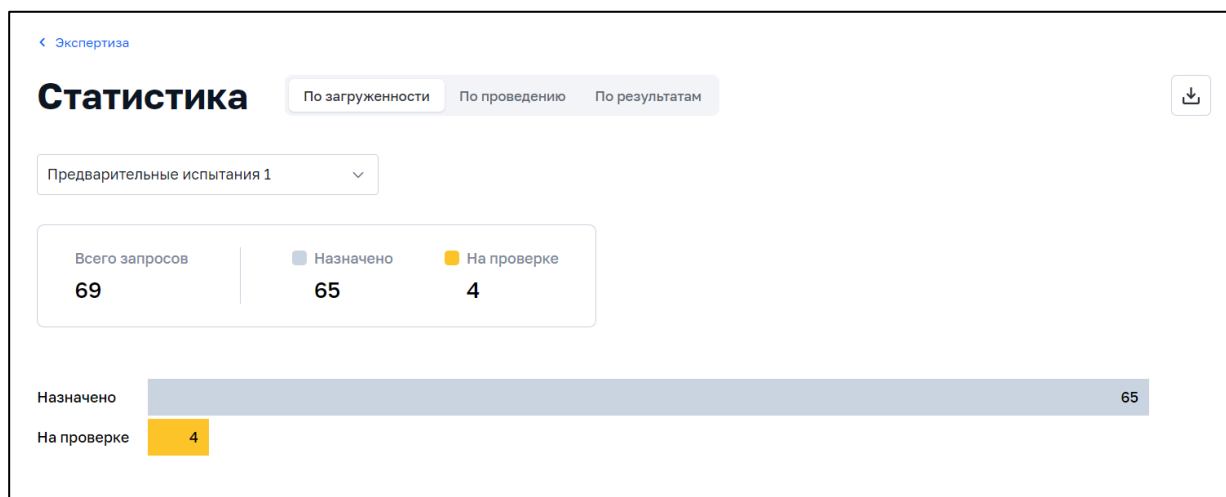 Экспертиза
Статистика
По загруженности По проведению По результатам
Предварительные испытания 1
Всего запросов Назначено На проверке
69 65 4
Назначено 65
На проверке 4